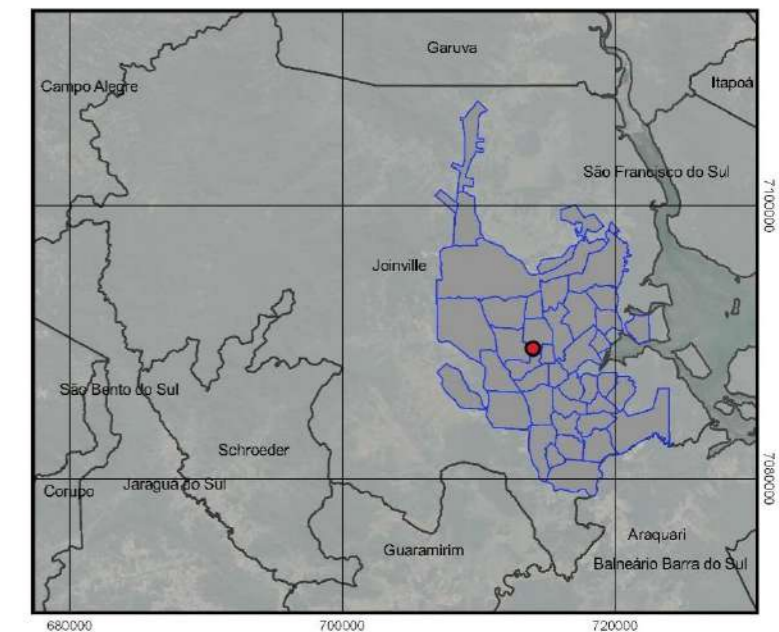 Garuva
Campo Alegre
Itapoá
São Francisco do Sul
7100000
Joinville
São Bento do Sul
Schroeder
Corupo
Jaraguá do Sul
7080000
Araquari
Guaramirim
Balneário Barra do Sul
680000
700000
720000